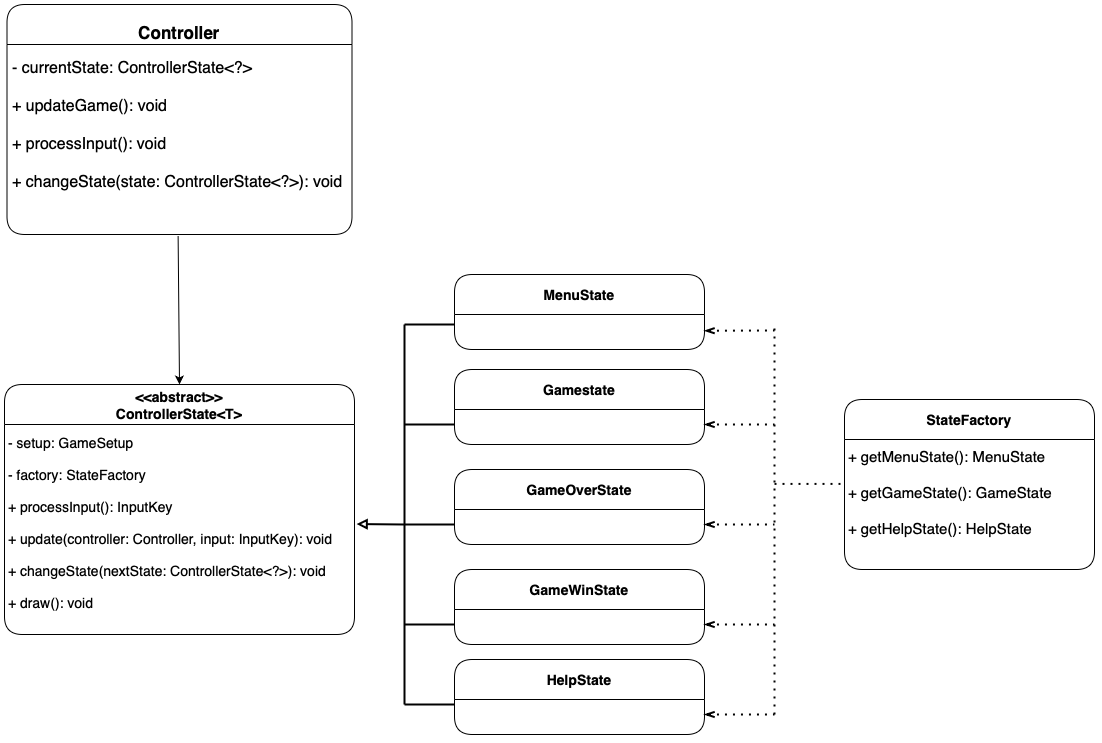 Controller
- currentState: ControllerState<?>
+ updateGame(): void
+ processInput(): void
+ changeState(state: ControllerState<?>): void
<<abstract>>
ControllerState<T>
- setup: GameSetup
- factory: StateFactory
+ processInput(): InputKey
+ update(controller: Controller, input: InputKey): void
+ changeState(nextState: ControllerState<?>): void
+ draw(): void
MenuState
Gamestate
GameOverState
GameWinState
HelpState
StateFactory
+ getMenuState(): MenuState
+ getGameState(): GameState
+ getHelpState(): HelpState